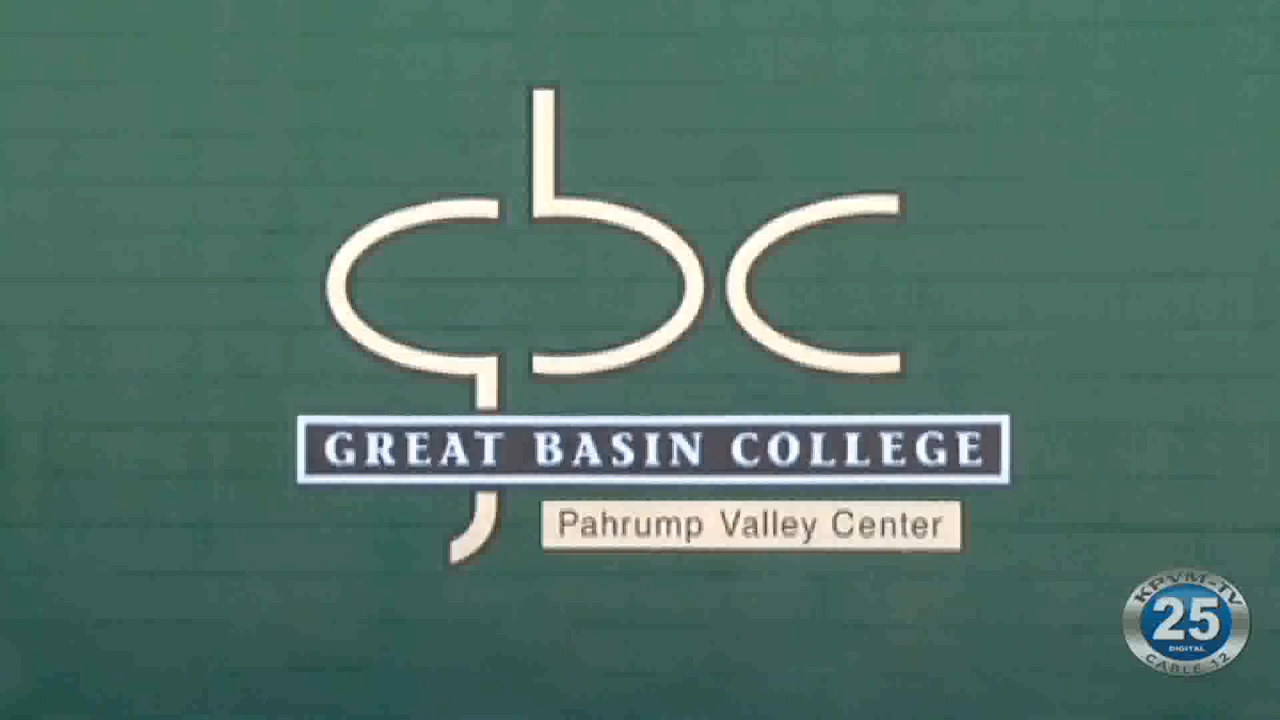 gbc
GREAT BASIN COLLEGE
Pahrump Valley Center
KPVM-TV
25
DIGITAL
CABLE 12